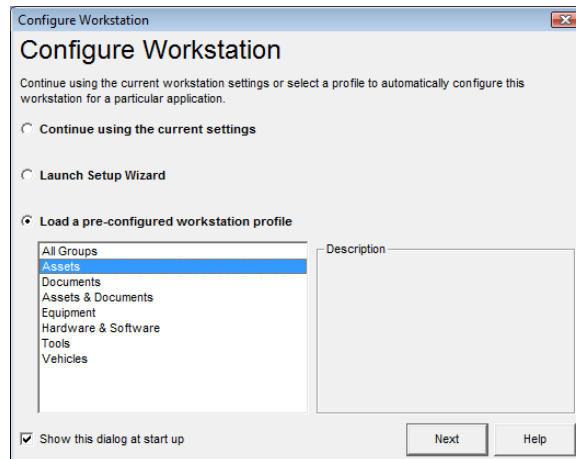 Configure Workstation
Configure Workstation
Continue using the current workstation settings or select a profile to automatically configure this
workstation for a particular application.
Continue using the current settings
Launch Setup Wizard
Load a pre-configured workstation profile
All Groups
Assets
Documents
Assets & Documents
Equipment
Hardware & Software
Tools
Vehicles
Description
Show this dialog at start up
Next
Help